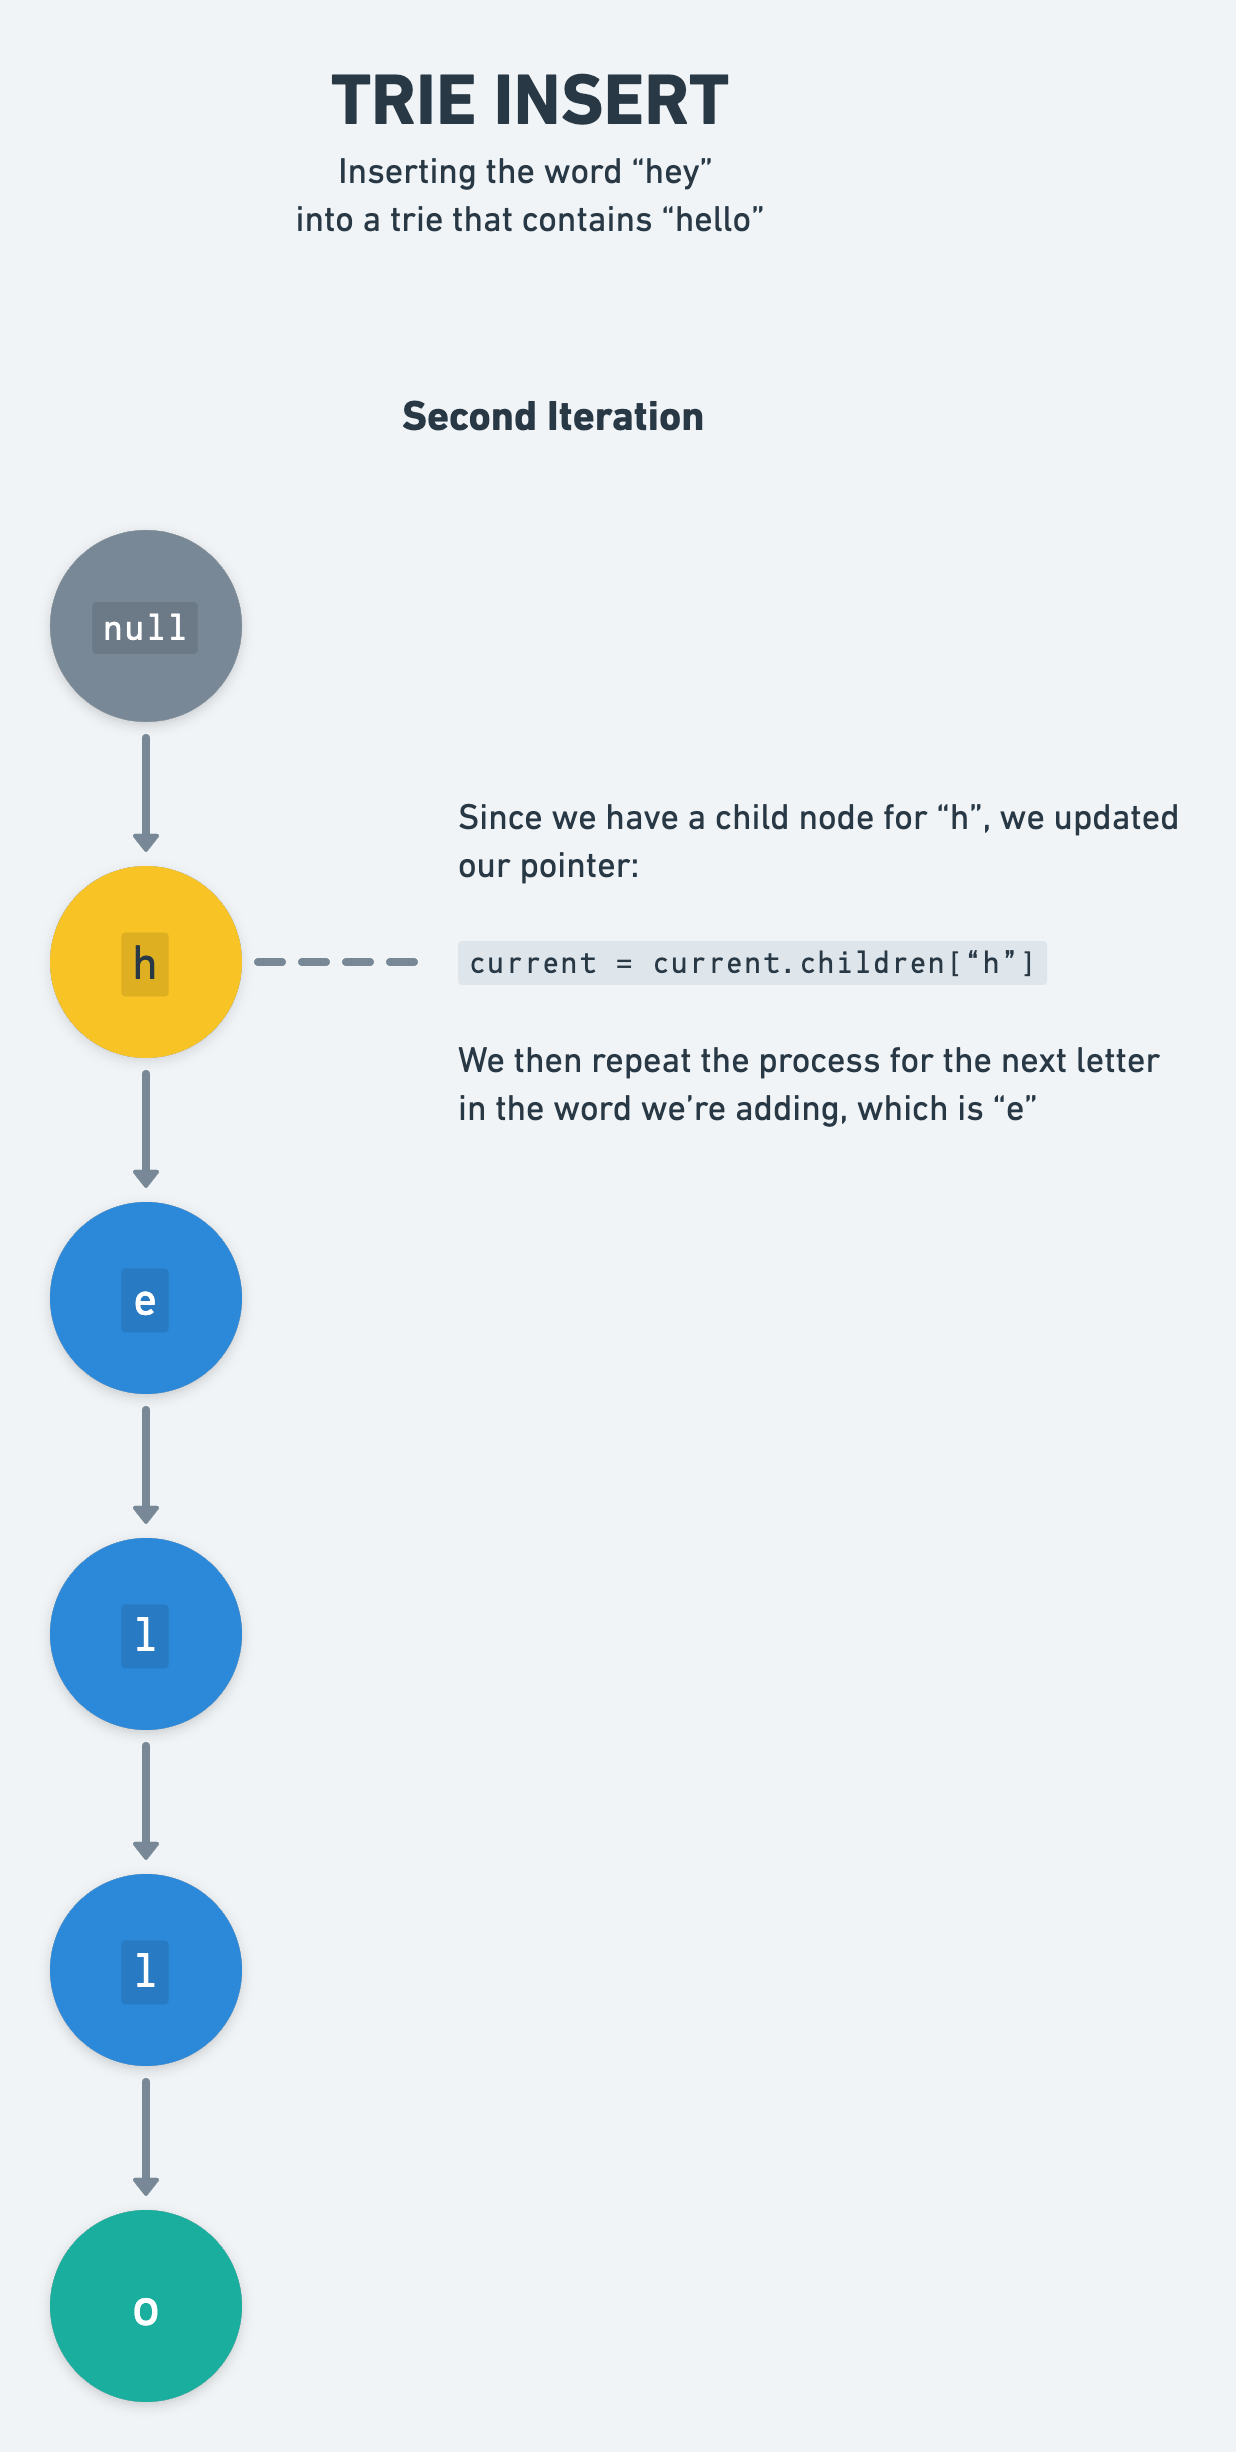 TRIE INSERT
Inserting the word “hey”
into a trie that contains “hello”
Second Iteration
null
Since we have a child node for “h”, we updated
our pointer:
h
current = current.children[“h”]
We then repeat the process for the next letter
in the word we’re adding, which is “e”
e
l
l
o